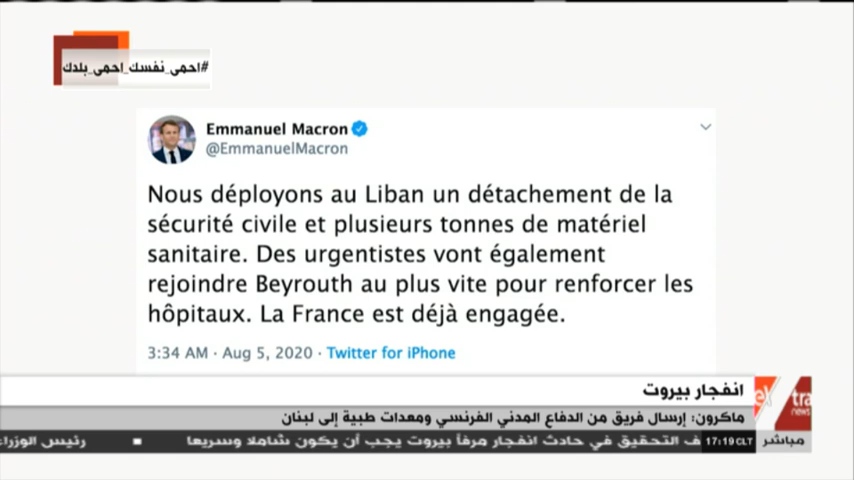 #احمى_نفسك_احمى_بلدك
Emmanuel Macron
@EmmanuelMacron
Nous déployons au Liban un détachement de la
sécurité civile et plusieurs tonnes de matériel
sanitaire. Des urgentistes vont également
rejoindre Beyrouth au plus vite pour renforcer les
hôpitaux. La France est déjà engagée.
3:34 AM · Aug 5, 2020 · Twitter for iPhone
انفجار بيروت
ماكرون: إرسال فريق من الدفاع المدني الفرنسي ومعدات طبية إلى لبنان
news
مباشر
17:19 CLT
التحقيق في حادث انفجار مرفأ بيروت يجب أن يكون شاملا وسريعا ■ رئيس الوزرا